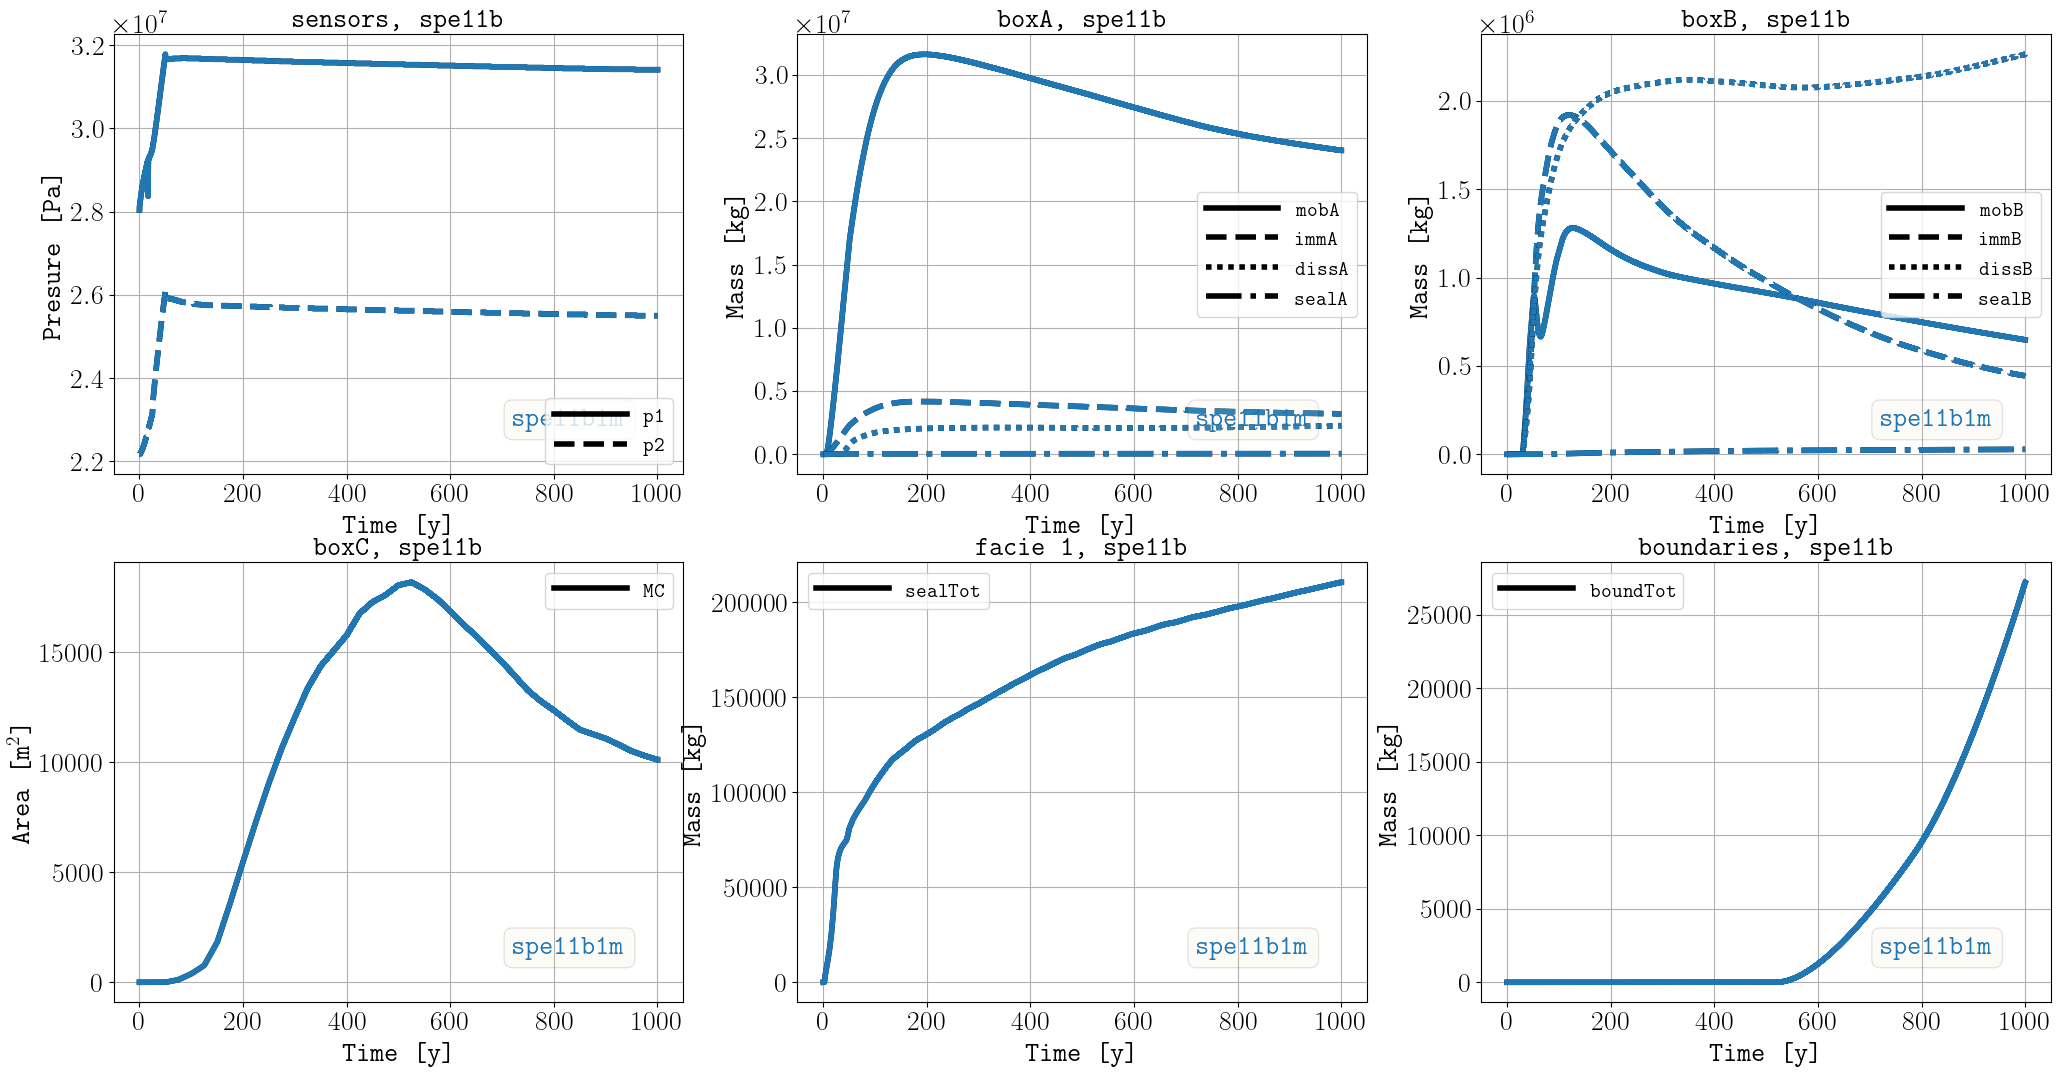 sensors, spe11b
×10⁷
Presure [Pa]
3.2
3.0
2.8
2.6
2.4
2.2
p1
p2
spe11b1m
0 200 400 600 800 1000
Time [y]
boxA, spe11b
×10⁷
Mass [kg]
3.0
2.5
2.0
1.5
1.0
0.5
0.0
mobA
immA
dissA
sealA
spe11b1m
0 200 400 600 800 1000
Time [y]
boxB, spe11b
×10⁶
Mass [kg]
2.0
1.5
1.0
0.5
0.0
mobB
immB
dissB
sealB
spe11b1m
0 200 400 600 800 1000
Time [y]
boxC, spe11b
Area [m²]
15000
10000
5000
0
MC
spe11b1m
0 200 400 600 800 1000
Time [y]
facie 1, spe11b
Mass [kg]
200000
150000
100000
50000
0
sealTot
spe11b1m
0 200 400 600 800 1000
Time [y]
boundaries, spe11b
Mass [kg]
25000
20000
15000
10000
5000
0
boundTot
spe11b1m
0 200 400 600 800 1000
Time [y]